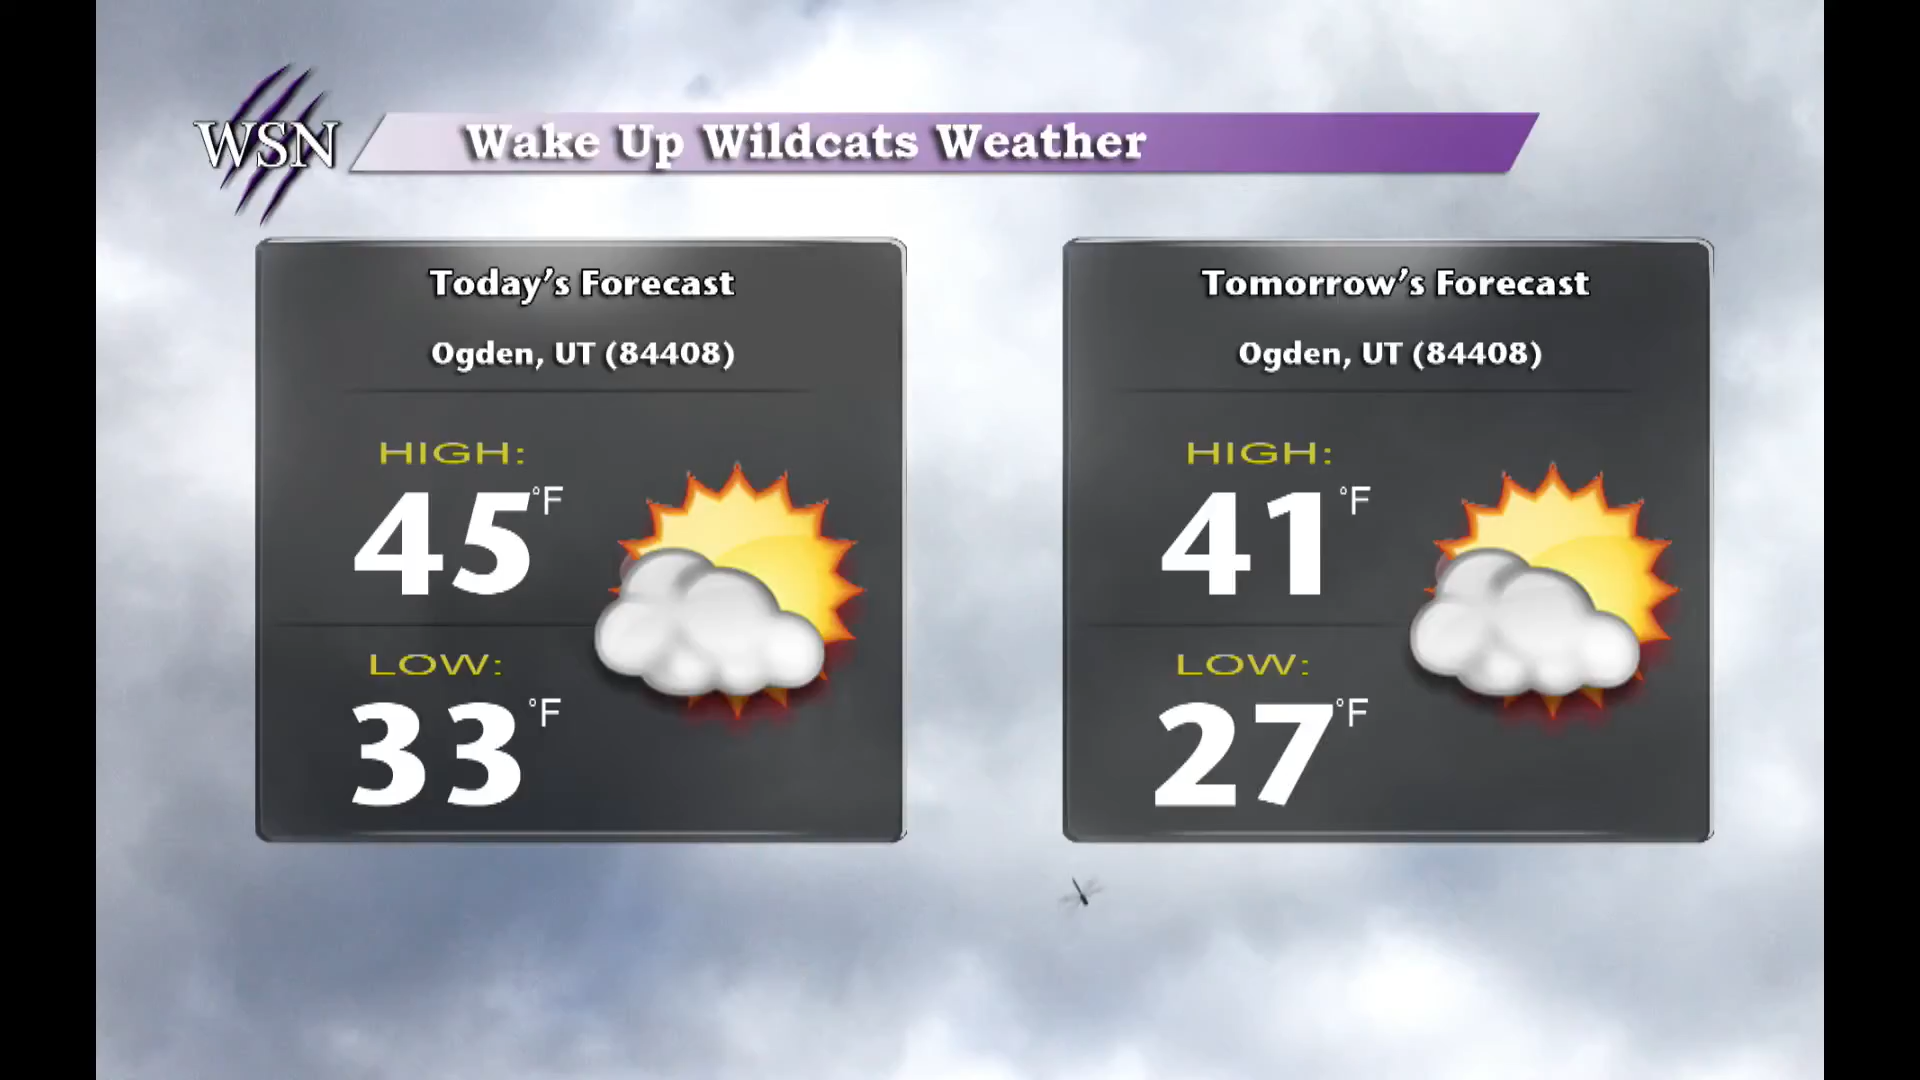 WSN
Wake Up Wildcats Weather
Today's Forecast
Ogden, UT (84408)
HIGH:
45°F
LOW:
33°F
Tomorrow's Forecast
Ogden, UT (84408)
HIGH:
41°F
LOW:
27°F